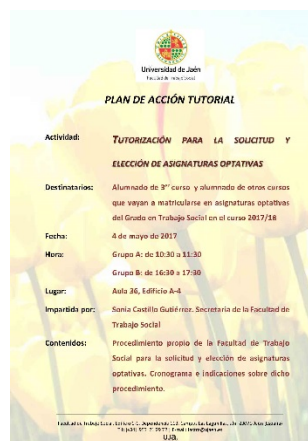 Universidad de Jaén
Facultad de Trabajo Social
PLAN DE ACCIÓN TUTORIAL
Actividad: TUTORIZACIÓN PARA LA SOLICITUD Y
ELECCIÓN DE ASIGNATURAS OPTATIVAS
Destinatarios: Alumnado de 3er curso y alumnado de otros cursos
que vayan a matricularse en asignaturas optativas
del Grado en Trabajo Social en el curso 2017/18
Fecha: 4 de mayo de 2017
Hora: Grupo A: de 10:30 a 11:30
Grupo B: de 16:30 a 17:30
Lugar: Aula 36, Edificio A-4
Impartida por: Sonia Castillo Gutiérrez. Secretaria de la Facultad de
Trabajo Social
Contenidos: Procedimiento propio de la Facultad de Trabajo
Social para la solicitud y elección de asignaturas
optativas. Cronograma e indicaciones sobre dicho
procedimiento.
Facultad de Trabajo Social